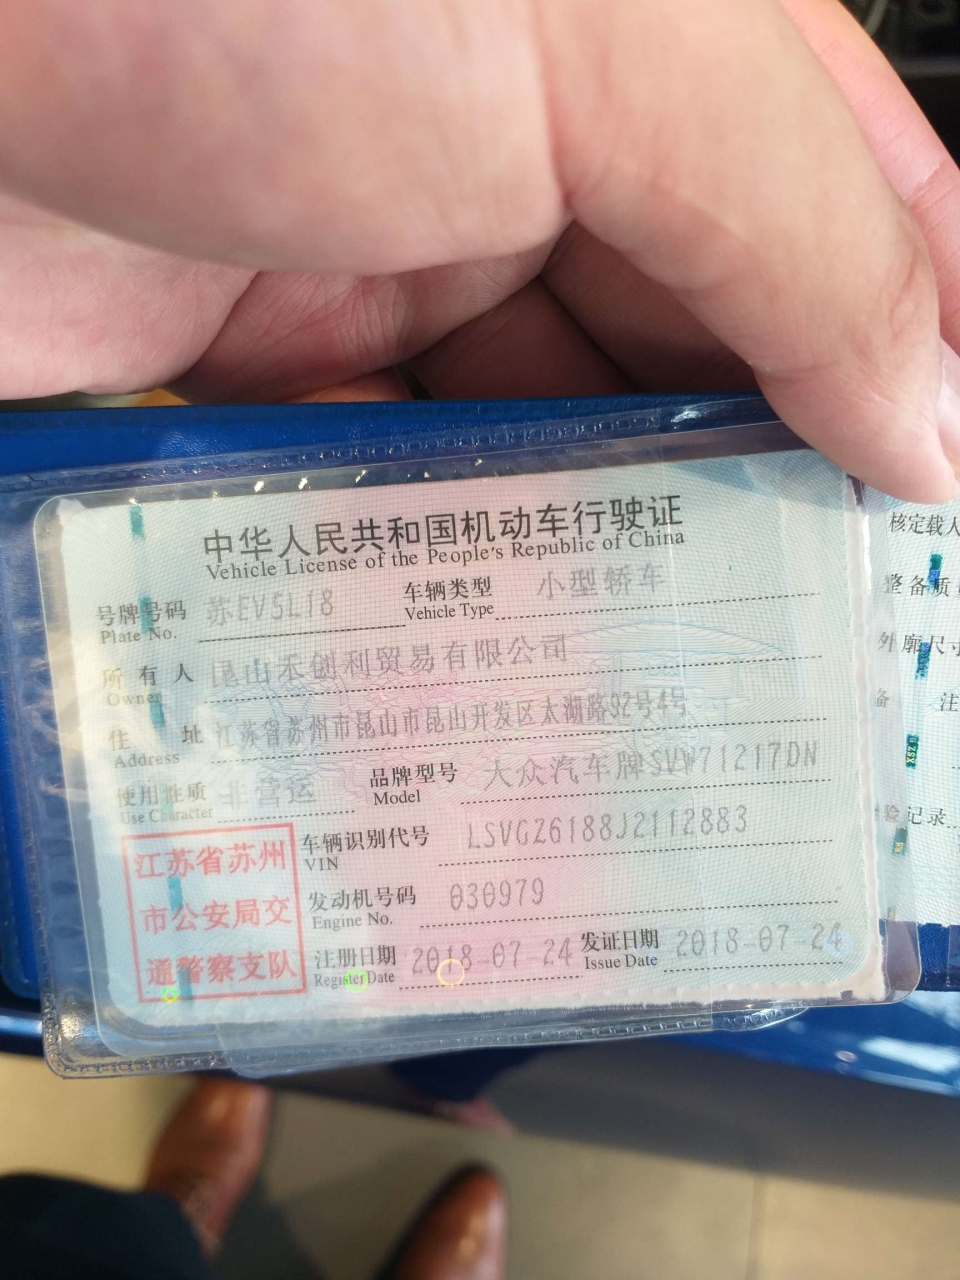 中华人民共和国机动车行驶证
Vehicle License of the People's Republic of China
号牌号码 苏EV5L18 车辆类型 小型轿车
Plate No. Vehicle Type
所有人 昆山禾创利贸易有限公司
Owner
住址 江苏省苏州市昆山市昆山开发区太湖路92号4号
Address
使用性质 非营运 品牌型号 大众汽车牌SVW71217DN
Use Character Model
江苏省苏州
市公安局交
通警察支队
车辆识别代号 LSVGZ6188J2112883
VIN
发动机号码 030979
Engine No.
注册日期 2018-07-24 发证日期 2018-07-24
Register Date Issue Date
核定载人
整备质量
外廓尺寸
备 注
检验记录